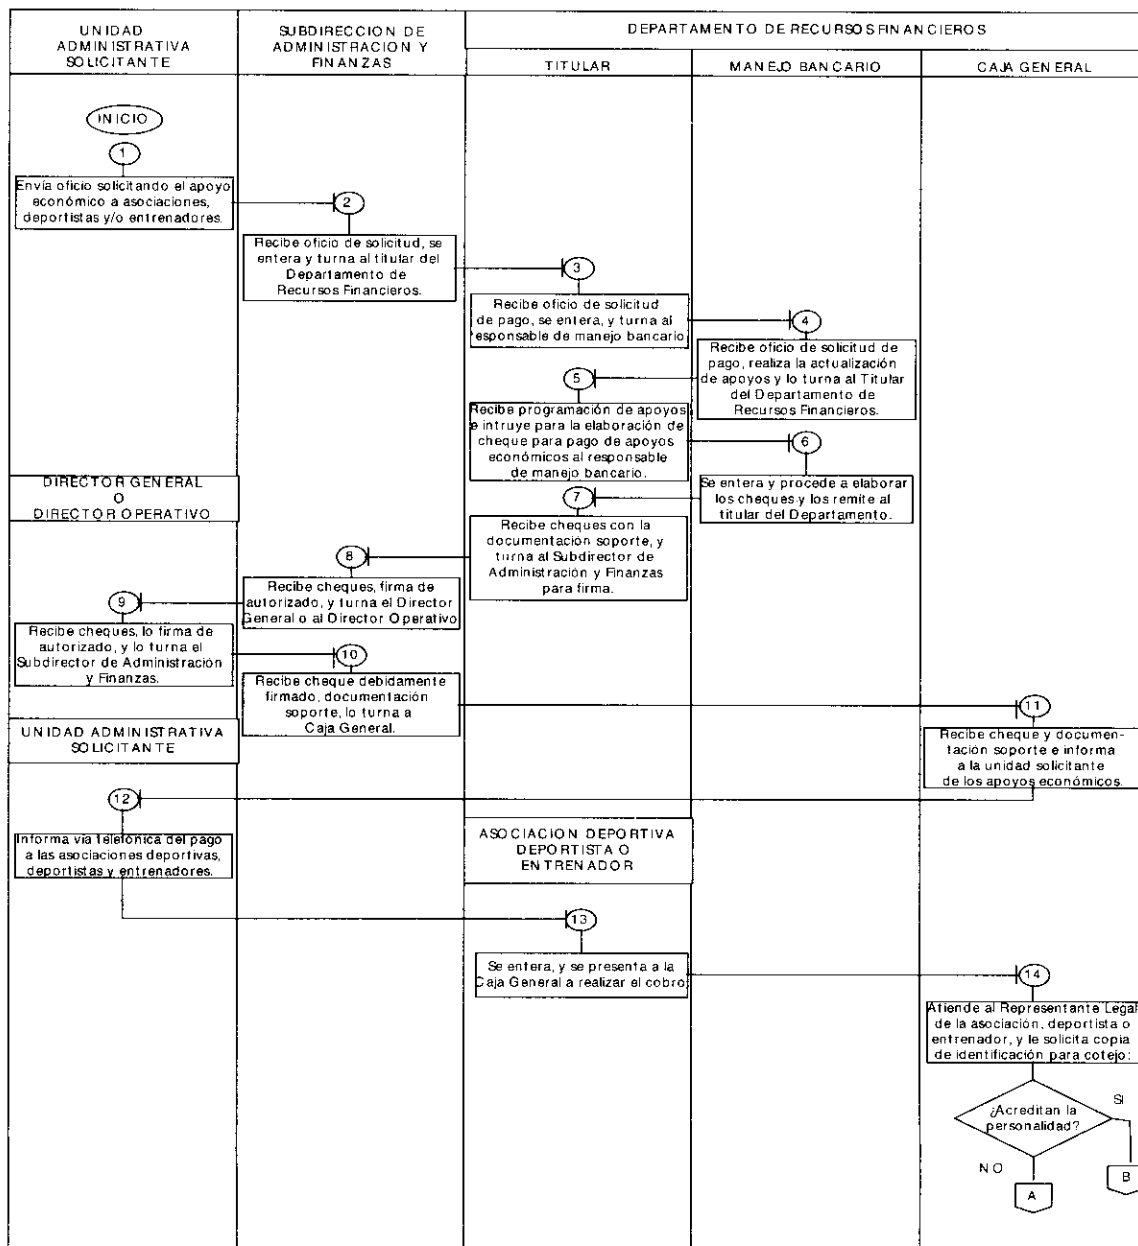 UNIDAD
ADMINISTRATIVA
SOLICITANTE
SUBDIRECCION DE
ADMINISTRACION Y
FINANZAS
DEPARTAMENTO DE RECURSOS FINANCIEROS
TITULAR
MANEJO BANCARIO
CAJA GENERAL
INICIO
1
Envía oficio solicitando el apoyo
económico a asociaciones,
deportistas y/o entrenadores.
2
Recibe oficio de solicitud, se
entera y turna al titular del
Departamento de
Recursos Financieros.
3
Recibe oficio de solicitud
de pago, se entera, y turna al
responsable de manejo bancario
4
Recibe oficio de solicitud de
pago, realiza la actualización
de apoyos y lo turna al Titular
del Departamento de
Recursos Financieros.
5
Recibe programación de apoyos
e intruye para la elaboración de
cheque para pago de apoyos
económicos al responsable
de manejo bancario.
6
Se entera y procede a elaborar
los cheques y los remite al
titular del Departamento.
7
Recibe cheques con la
documentación soporte, y
turna al Subdirector de
Administración y Finanzas
para firma.
DIRECTOR GENERAL
O
DIRECTOR OPERATIVO
8
Recibe cheques, firma de
autorizado, y turna el Director
General o al Director Operativo
9
Recibe cheques, lo firma de
autorizado, y lo turna el
Subdirector de Administración
y Finanzas.
10
Recibe cheque debidamente
firmado, documentación
soporte, lo turna a
Caja General.
11
Recibe cheque y documen-
tación soporte e informa
a la unidad solicitante
de los apoyos económicos.
UNIDAD ADMINISTRATIVA
SOLICITANTE
12
Informa vía telefónica del pago
a las asociaciones deportivas,
deportistas y entrenadores.
ASOCIACION DEPORTIVA
DEPORTISTA O
ENTRENADOR
13
Se entera, y se presenta a la
Caja General a realizar el cobro
14
Atiende al Representante Legal
de la asociación, deportista o
entrenador, y le solicita copia
de identificación para cotejo:
¿Acreditan la
personalidad?
SI
NO
A
B